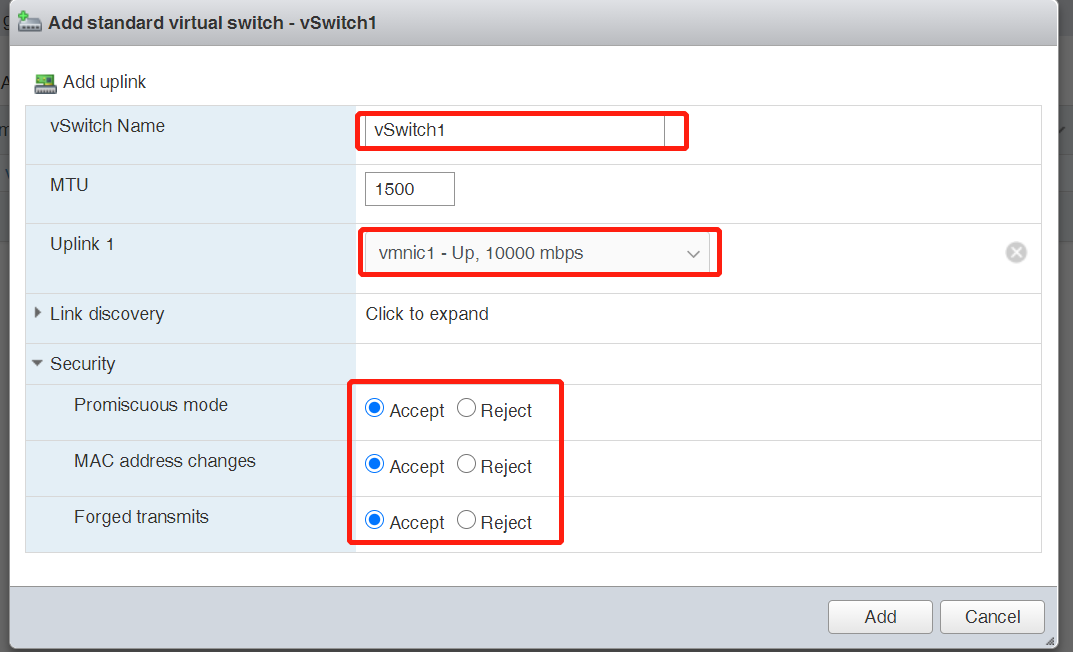 Add standard virtual switch - vSwitch1
Add uplink
vSwitch Name
vSwitch1
MTU
1500
Uplink 1
vmnic1 - Up, 10000 mbps
Link discovery
Click to expand
Security
Promiscuous mode
Accept Reject
MAC address changes
Accept Reject
Forged transmits
Accept Reject
Add
Cancel